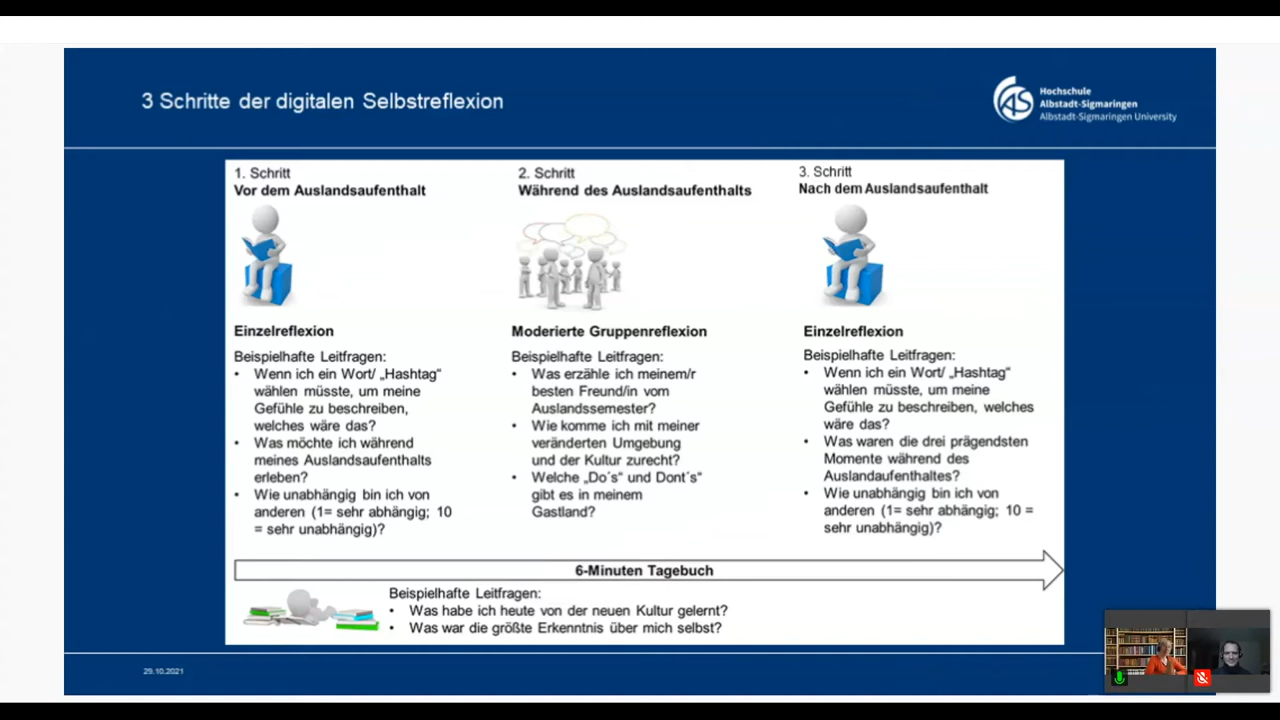 3 Schritte der digitalen Selbstreflexion
Hochschule
Albstadt-Sigmaringen
Albstadt-Sigmaringen University
1. Schritt
Vor dem Auslandsaufenthalt
Einzelreflexion
Beispielhafte Leitfragen:
• Wenn ich ein Wort/ „Hashtag“
wählen müsste, um meine
Gefühle zu beschreiben,
welches wäre das?
• Was möchte ich während
meines Auslandsaufenthalts
erleben?
• Wie unabhängig bin ich von
anderen (1= sehr abhängig; 10
= sehr unabhängig)?
2. Schritt
Während des Auslandsaufenthalts
Moderierte Gruppenreflexion
Beispielhafte Leitfragen:
• Was erzähle ich meinem/r
besten Freund/in vom
Auslandssemester?
• Wie komme ich mit meiner
veränderten Umgebung
und der Kultur zurecht?
• Welche „Do´s“ und Dont´s“
gibt es in meinem
Gastland?
3. Schritt
Nach dem Auslandsaufenthalt
Einzelreflexion
Beispielhafte Leitfragen:
• Wenn ich ein Wort/ „Hashtag“
wählen müsste, um meine
Gefühle zu beschreiben, welches
wäre das?
• Was waren die drei prägendsten
Momente während des
Auslandaufenthaltes?
• Wie unabhängig bin ich von
anderen (1= sehr abhängig; 10 =
sehr unabhängig)?
6-Minuten Tagebuch
Beispielhafte Leitfragen:
• Was habe ich heute von der neuen Kultur gelernt?
• Was war die größte Erkenntnis über mich selbst?
29.10.2021